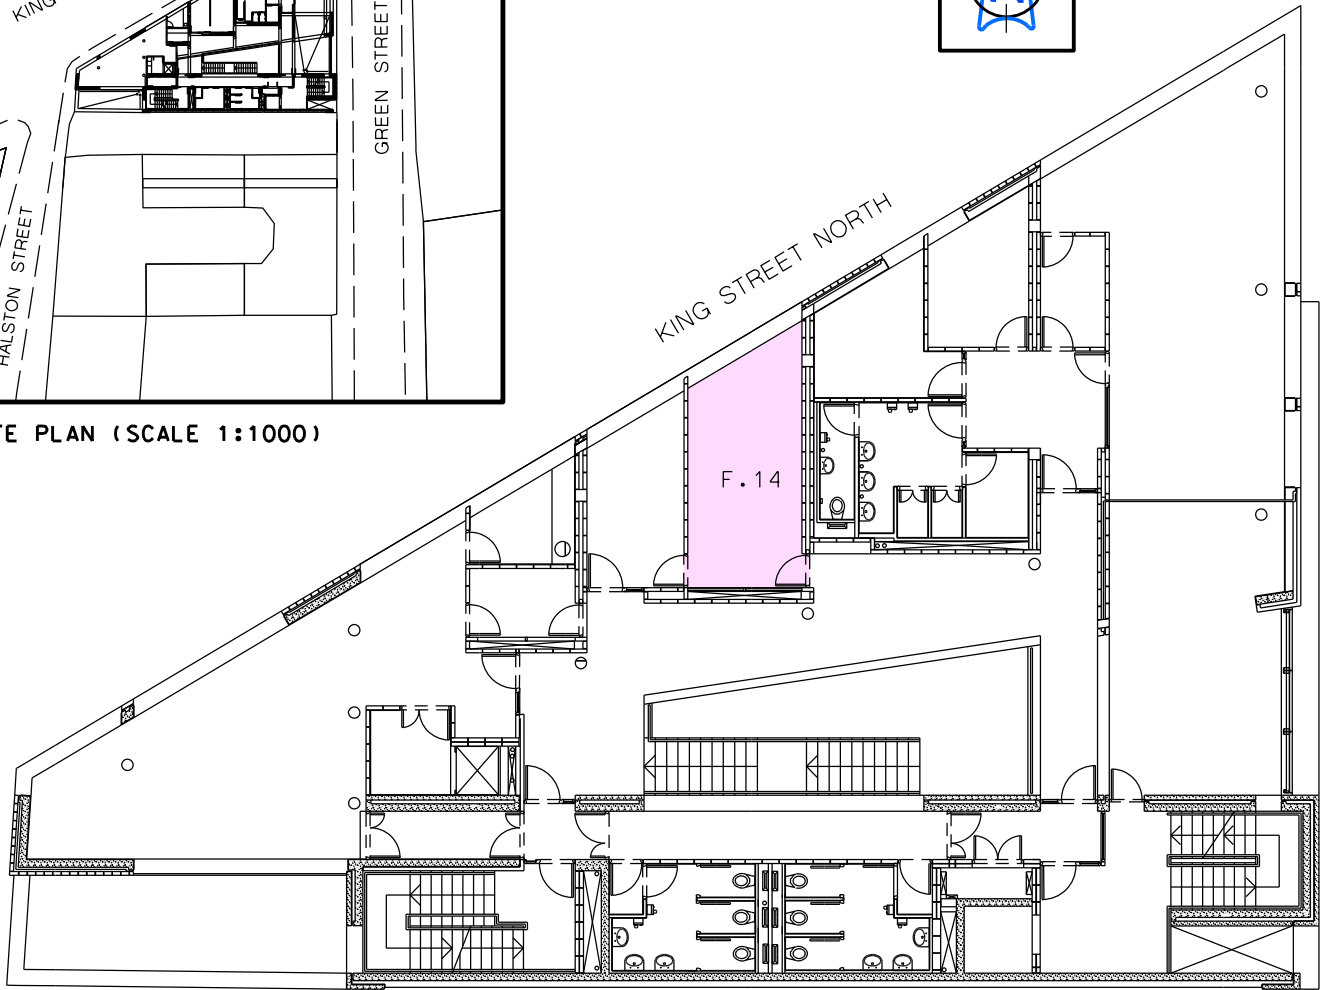 KING
GREEN STREET
HALSTON STREET
TE PLAN (SCALE 1:1000)
KING STREET NORTH
F.14